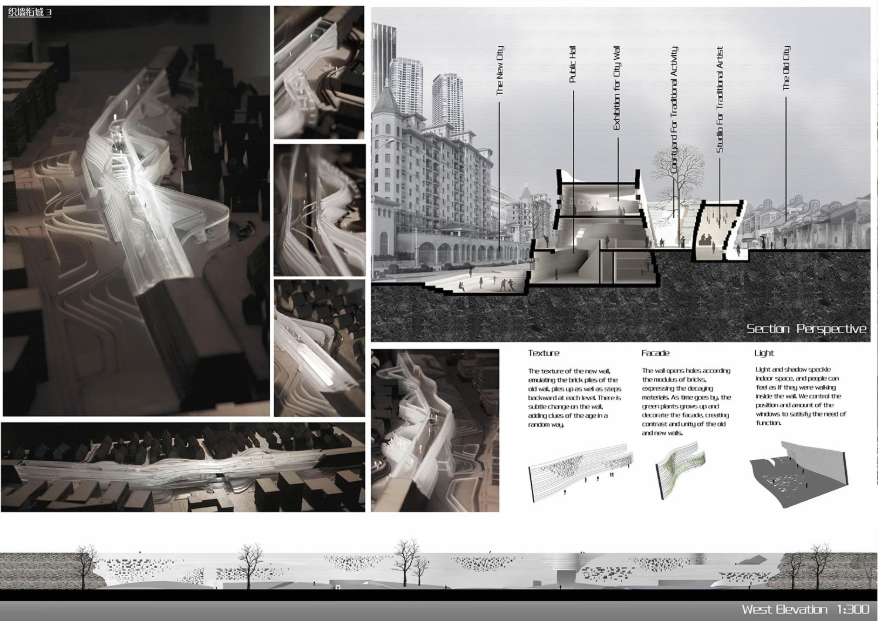 织墙衔城 3
The New City
Public Hall
Exhibition for City Wall
Courtyard For Traditional Activity
Studio For Traditional Artist
The Old City
Section Perspective
Texture
The texture of the new wall,
emulating the brick piles of the
old wall, piles up as well as steps
backward at each level. There is
subtle change on the wall,
adding clues of the age in a
random way.
Facade
The wall opens holes according
the modulus of bricks,
expressing the decaying
materials. As time goes by, the
green plants grows up and
decorate the facade, creating
contrast and unity of the old
and new walls.
Light
Light and shadow speckle
indoor space, and people can
feel as if they were walking
inside the wall. We control the
position and amount of the
windows to satisfy the need of
function.
West Elevation 1:300